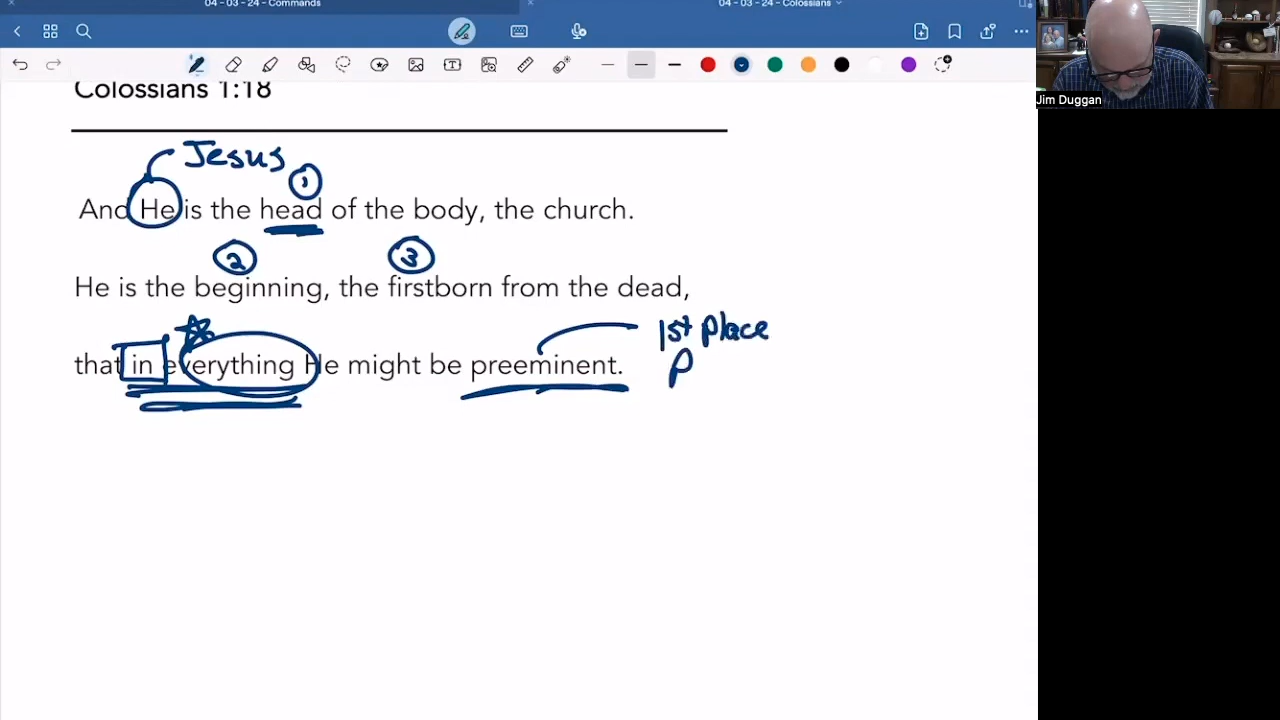 04 - 03 - 24 - Commands
04 - 03 - 24 - Colossians
Jim Duggan
Colossians 1:18
Jesus
1
And He is the head of the body, the church.
2 3
He is the beginning, the firstborn from the dead,
1st Place
that in everything He might be preeminent.
P